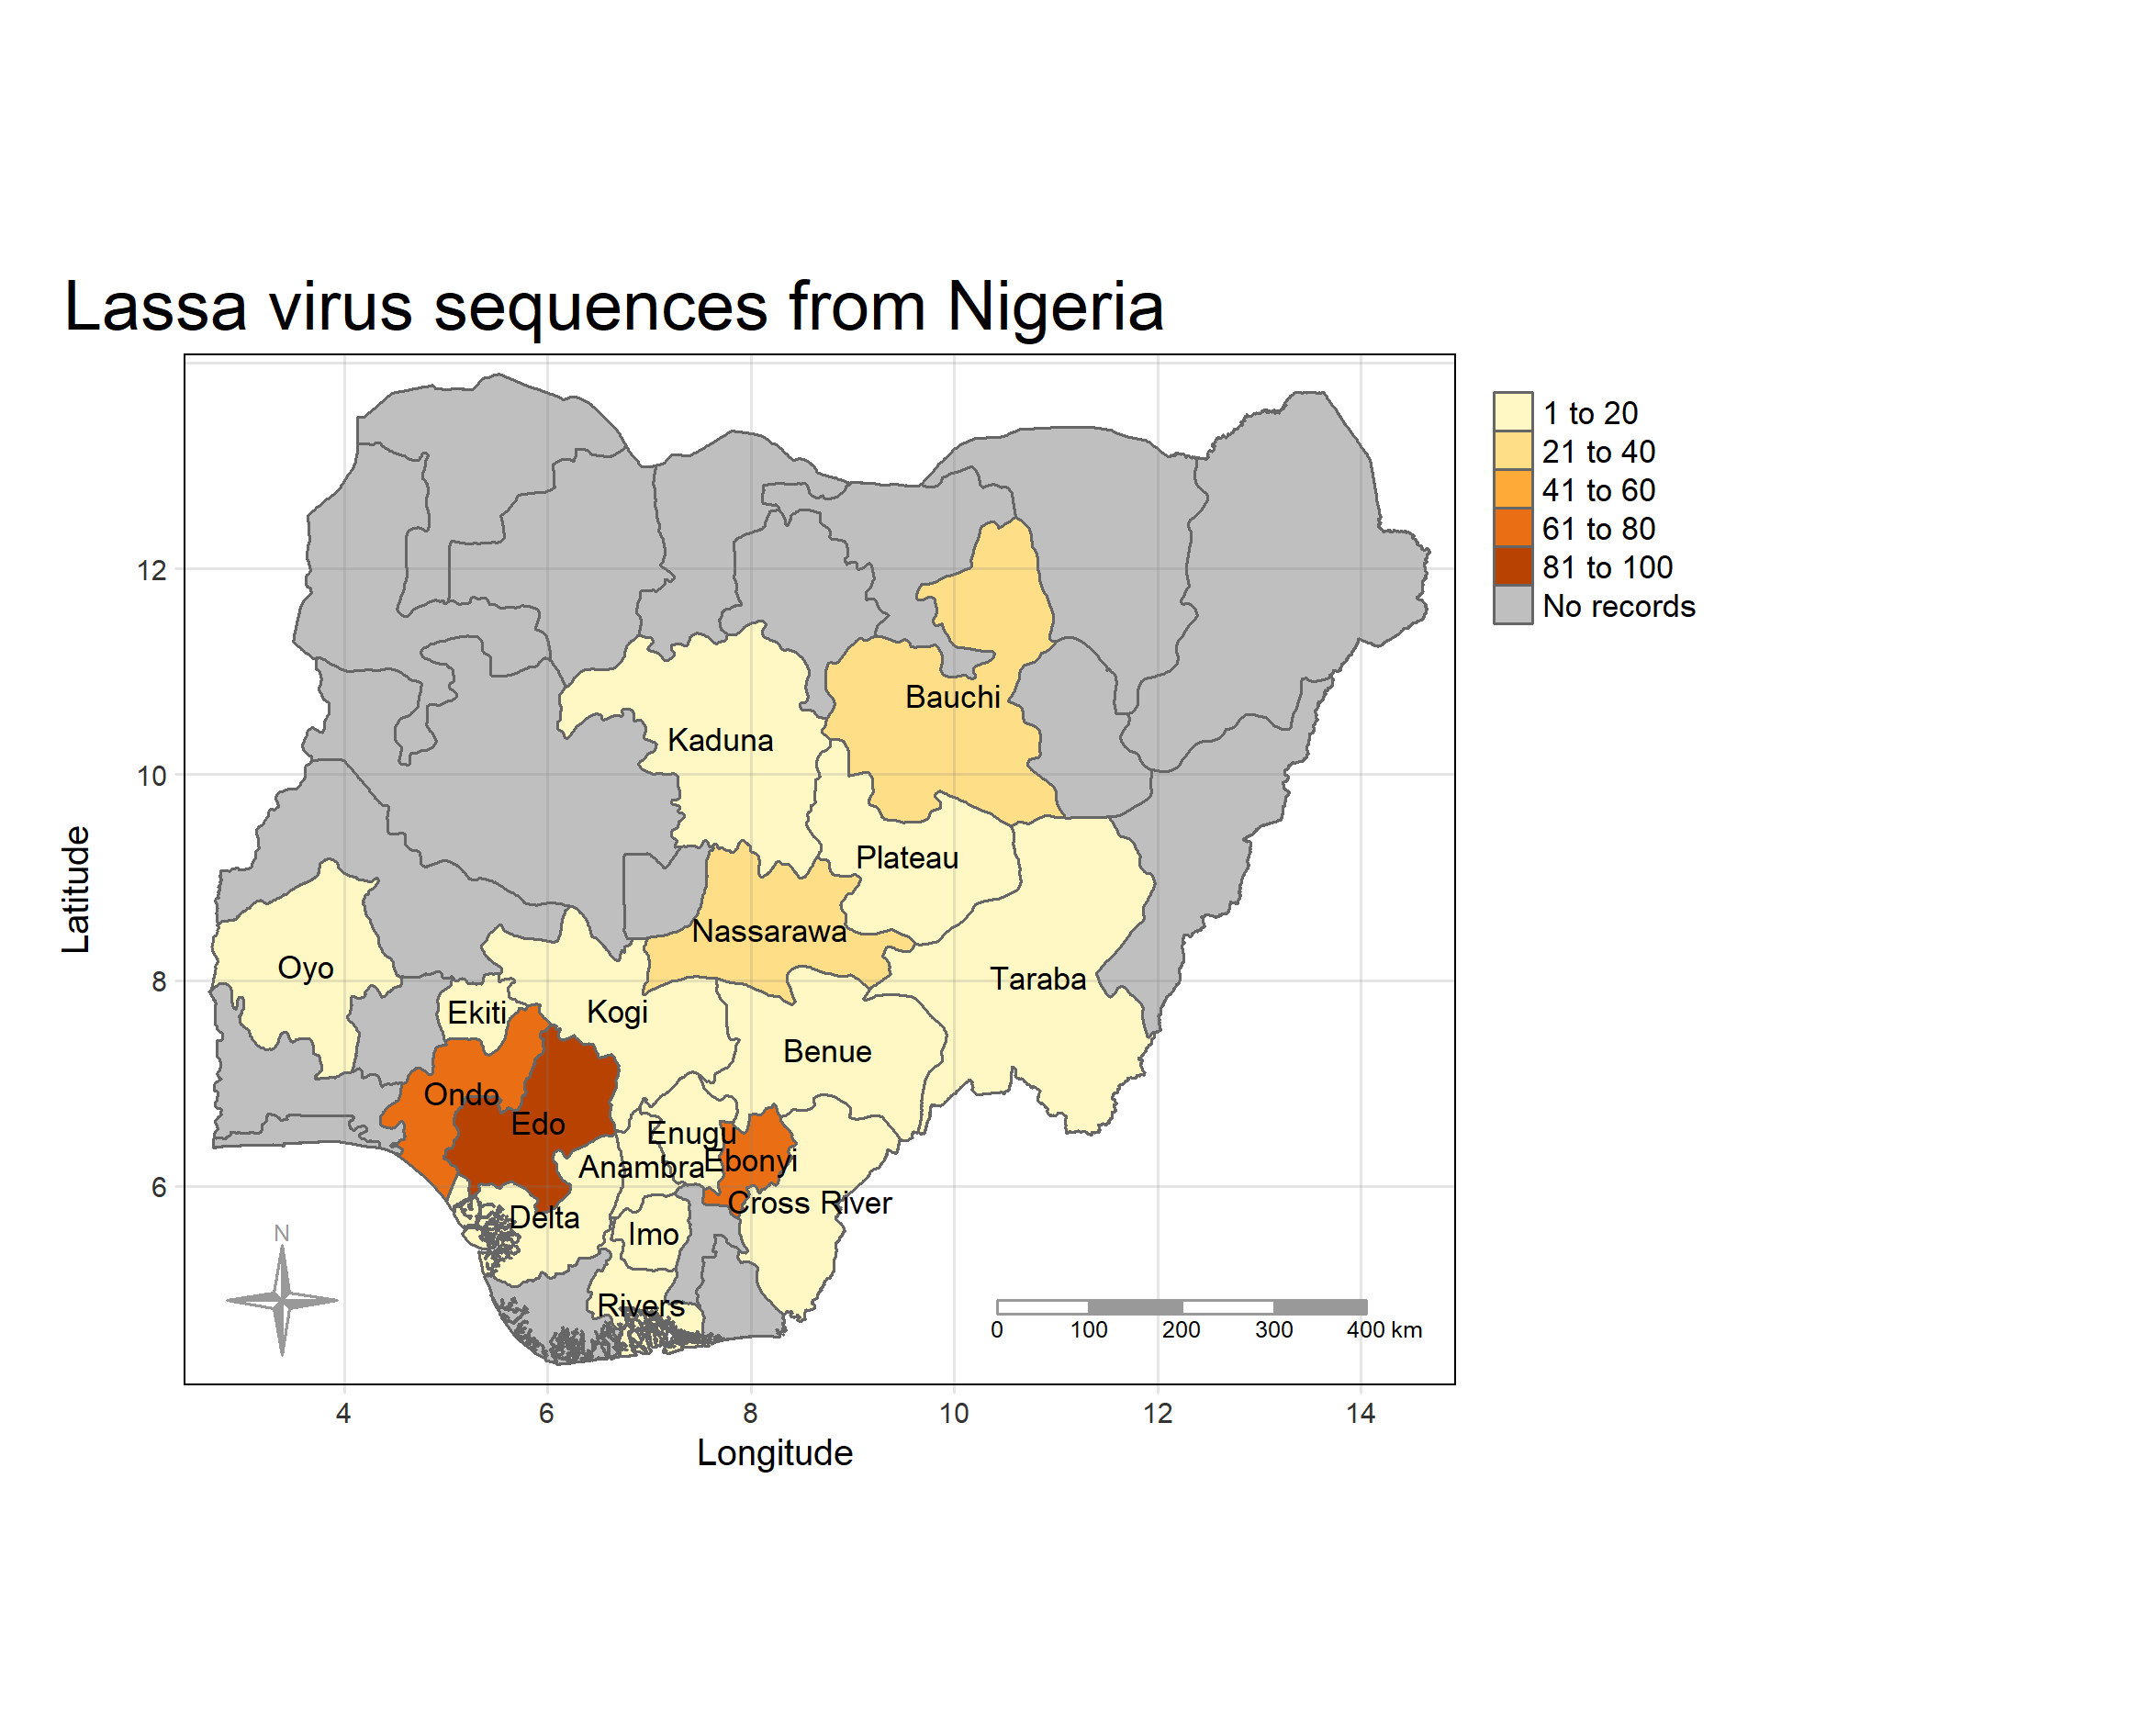 Lassa virus sequences from Nigeria
1 to 20
21 to 40
41 to 60
61 to 80
81 to 100
No records
12
10
8
6
Latitude
Bauchi
Kaduna
Plateau
Nassarawa
Oyo
Taraba
Ekiti
Kogi
Benue
Ondo
Edo
Enugu
Anambra
Ebonyi
Cross River
Delta
Imo
Rivers
N
0 100 200 300 400 km
4 6 8 10 12 14
Longitude